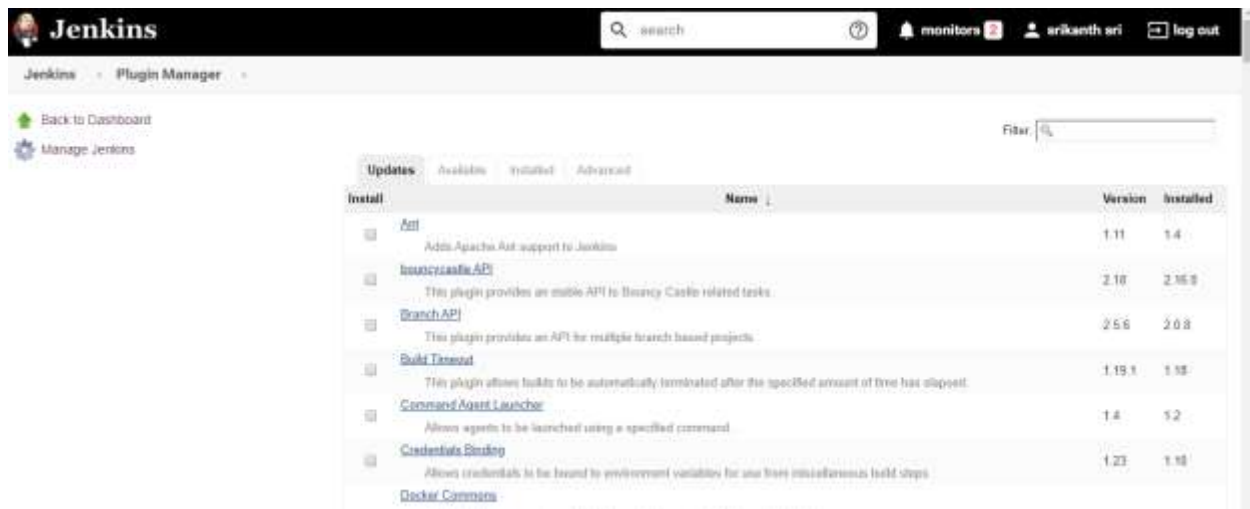 Jenkins
search
monitors 2
srikanth sri
log out
Jenkins
Plugin Manager
Back to Dashboard
Manage Jenkins
Filter:
Updates Available Installed Advanced
Install Name ↓ Version Installed
Ant 1.11 1.4
Adds Apache Ant support to Jenkins
bouncycastle API 2.18 2.16.0
This plugin provides an stable API to Bouncy Castle related tasks.
Branch API 2.5.6 2.0.8
This plugin provides an API for multiple branch based projects.
Build Timeout 1.19.1 1.18
This plugin allows builds to be automatically terminated after the specified amount of time has elapsed.
Command Agent Launcher 1.4 1.2
Allows agents to be launched using a specified command.
Credentials Binding 1.23
Allows credentials to be bound to environment variables for use from miscellaneous build steps.
Docker Commons